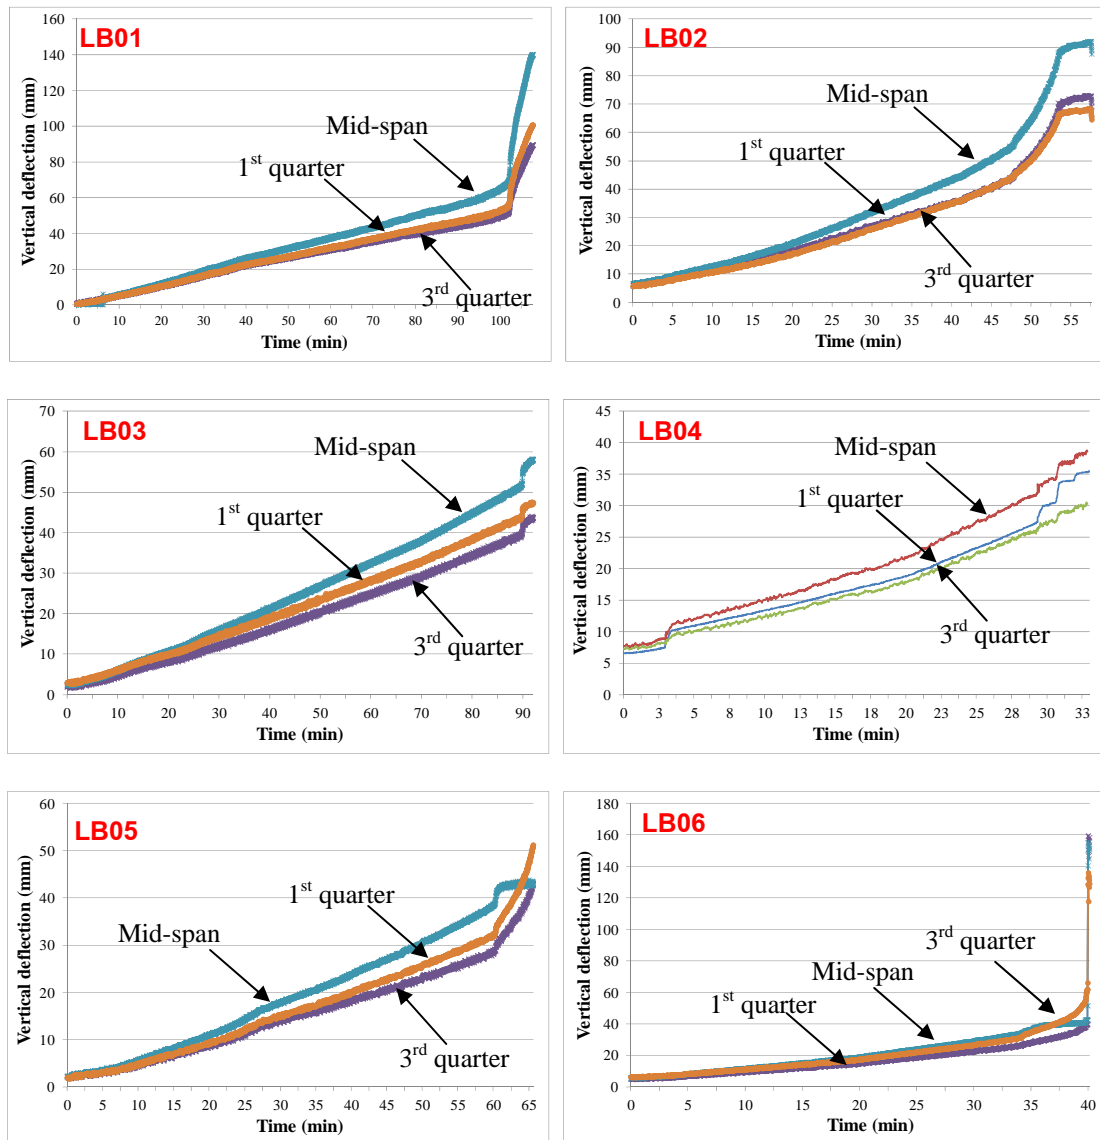 LB01
Vertical deflection (mm)
160
140
120
100
80
60
40
20
0
Mid-span
1st quarter
3rd quarter
0 10 20 30 40 50 60 70 80 90 100
Time (min)
LB02
Vertical deflection (mm)
100
90
80
70
60
50
40
30
20
10
0
Mid-span
1st quarter
3rd quarter
0 5 10 15 20 25 30 35 40 45 50 55
Time (min)
LB03
Vertical deflection (mm)
70
60
50
40
30
20
10
0
Mid-span
1st quarter
3rd quarter
0 10 20 30 40 50 60 70 80 90
Time (min)
LB04
Vertical deflection (mm)
45
40
35
30
25
20
15
10
5
0
Mid-span
1st quarter
3rd quarter
0 3 5 8 10 13 15 18 20 23 25 28 30 33
Time (min)
LB05
Vertical deflection (mm)
60
50
40
30
20
10
0
1st quarter
Mid-span
3rd quarter
0 5 10 15 20 25 30 35 40 45 50 55 60 65
Time (min)
LB06
Vertical deflection (mm)
180
160
140
120
100
80
60
40
20
0
3rd quarter
Mid-span
1st quarter
0 5 10 15 20 25 30 35 40
Time (min)